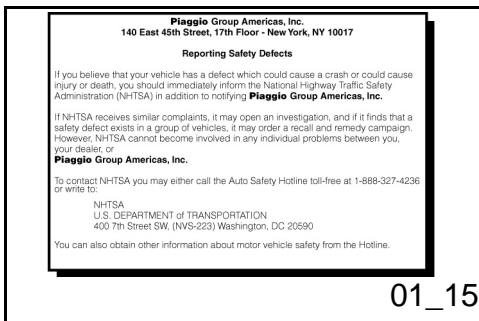 Piaggio Group Americas, Inc.
140 East 45th Street, 17th Floor - New York, NY 10017
Reporting Safety Defects
If you believe that your vehicle has a defect which could cause a crash or could cause
injury or death, you should immediately inform the National Highway Traffic Safety
Administration (NHTSA) in addition to notifying Piaggio Group Americas, Inc.
If NHTSA receives similar complaints, it may open an investigation, and if it finds that a
safety defect exists in a group of vehicles, it may order a recall and remedy campaign.
However, NHTSA cannot become involved in any individual problems between you,
your dealer, or
Piaggio Group Americas, Inc.
To contact NHTSA you may either call the Auto Safety Hotline toll-free at 1-888-327-4236
or write to:
NHTSA
U.S. DEPARTMENT of TRANSPORTATION
400 7th Street SW, (NVS-223) Washington, DC 20590
You can also obtain other information about motor vehicle safety from the Hotline.
01_15